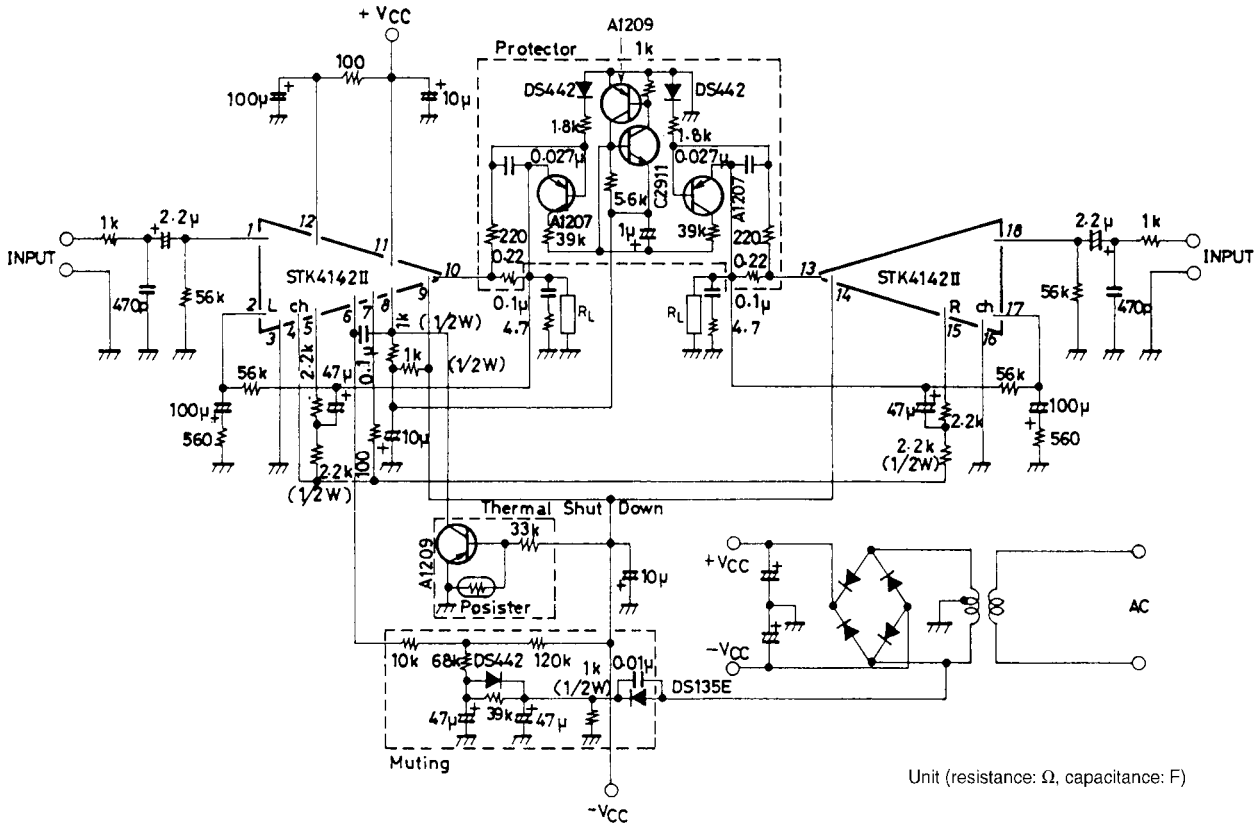 +VCC
A1209
Protector
1k
100
100µ
10µ
DS442
DS442
1.8k
1.8k
0.027µ
0.027µ
C2911
A1207
A1207
5.6k
39k
1µ
39k
220
220
0.22
0.22
1k
2.2µ
INPUT
470p
56k
1
12
11
STK4142II
10
2
L
ch
3
4
5
6
7
8
9
13
STK4142II
18
14
R
ch
17
15
16
2.2µ
1k
INPUT
56k
470p
0.1µ
4.7
RL
RL
0.1µ
4.7
1k
(1/2W)
1k
(1/2W)
0.1µ
2.2k
47µ
56k
100µ
560
2.2k
(1/2W)
100
10µ
56k
47µ
2.2k
2.2k
(1/2W)
100µ
560
Thermal Shut Down
33k
A1209
Posister
10µ
+VCC
-VCC
AC
10k
68k
DS442
120k
1k
(1/2W)
0.01µ
DS135E
47µ
39k
47µ
Muting
-VCC
Unit (resistance: Ω, capacitance: F)